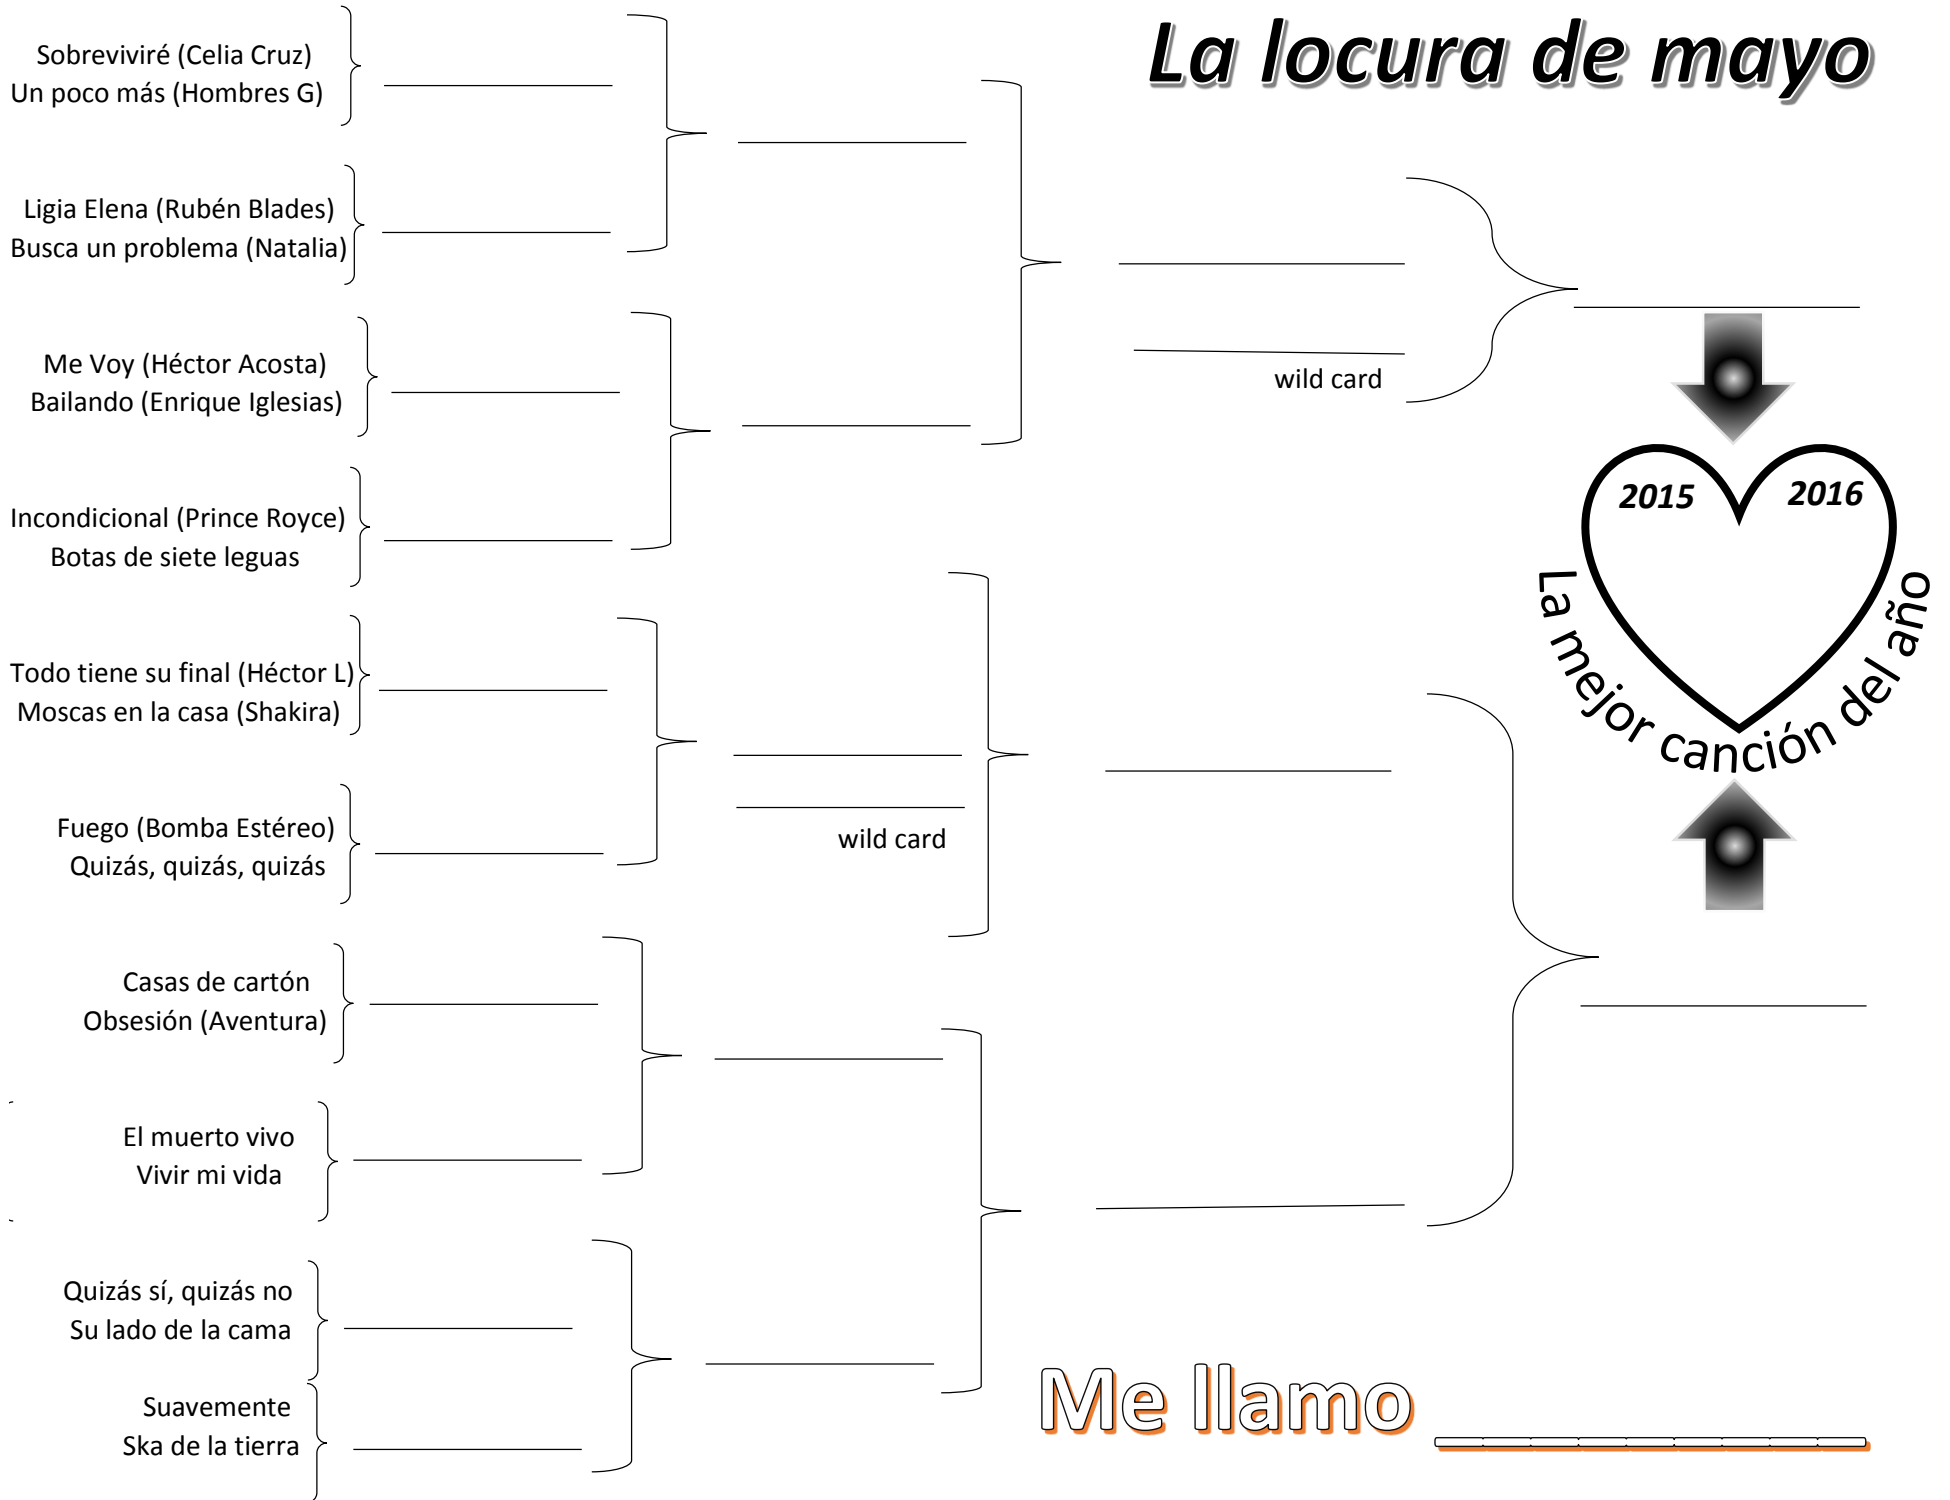 La locura de mayo
Sobreviviré (Celia Cruz)
Un poco más (Hombres G)
Ligia Elena (Rubén Blades)
Busca un problema (Natalia)
Me Voy (Héctor Acosta)
Bailando (Enrique Iglesias)
wild card
Incondicional (Prince Royce)
Botas de siete leguas
2015 2016
La mejor canción del año
Todo tiene su final (Héctor L)
Moscas en la casa (Shakira)
Fuego (Bomba Estéreo)
Quizás, quizás, quizás
wild card
Casas de cartón
Obsesión (Aventura)
El muerto vivo
Vivir mi vida
Quizás sí, quizás no
Su lado de la cama
Suavemente
Ska de la tierra
Me llamo _________